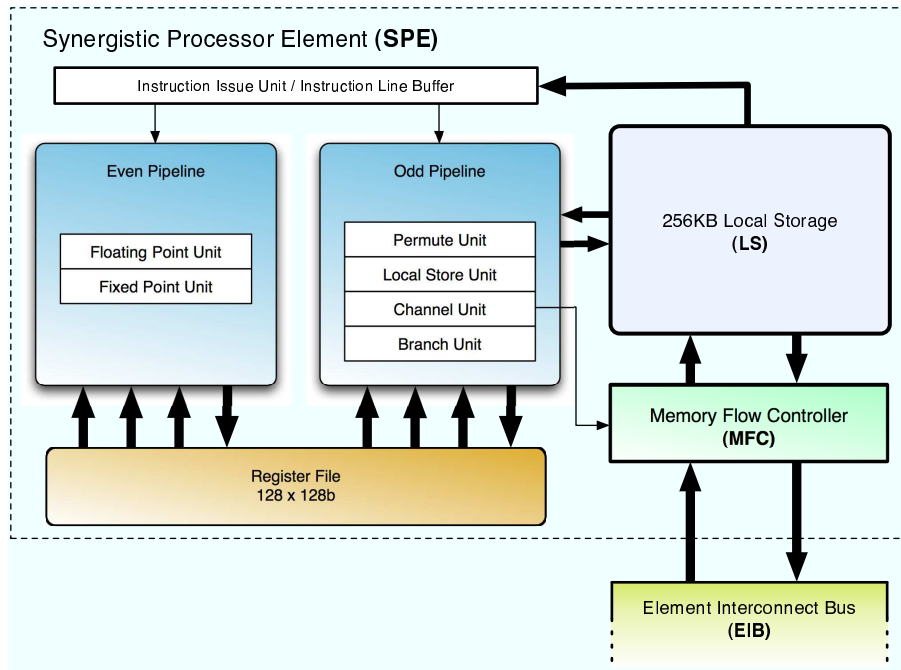 Synergistic Processor Element (SPE)
Instruction Issue Unit / Instruction Line Buffer
Even Pipeline
Floating Point Unit
Fixed Point Unit
Odd Pipeline
Permute Unit
Local Store Unit
Channel Unit
Branch Unit
256KB Local Storage
(LS)
Memory Flow Controller
(MFC)
Register File
128 x 128b
Element Interconnect Bus
(EIB)